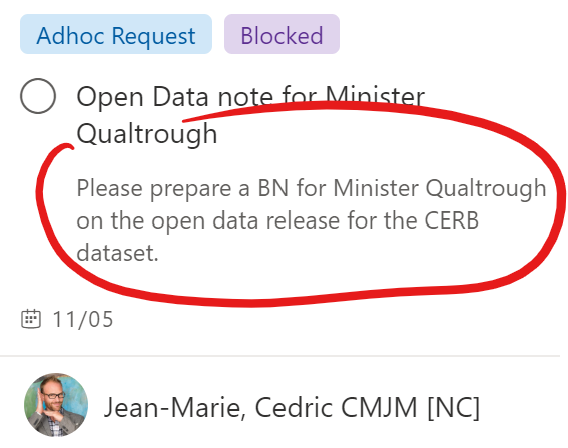 Adhoc Request Blocked
Open Data note for Minister
Qualtrough
Please prepare a BN for Minister Qualtrough
on the open data release for the CERB
dataset.
11/05
Jean-Marie, Cedric CMJM [NC]